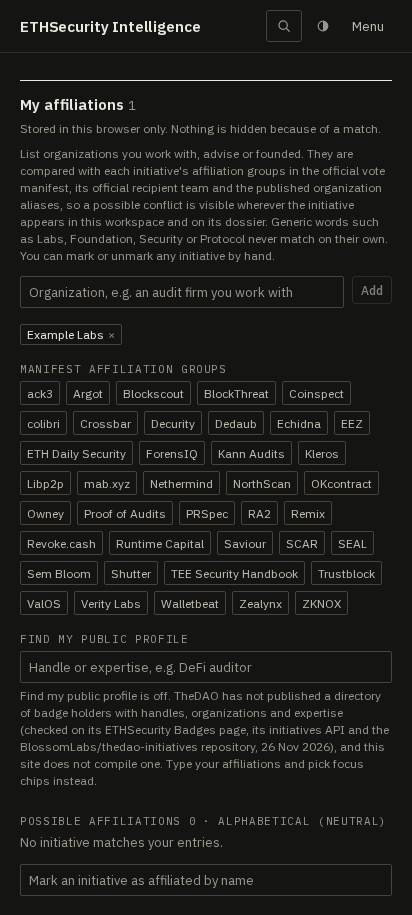 ETHSecurity Intelligence
Menu
My affiliations 1
Stored in this browser only. Nothing is hidden because of a match.
List organizations you work with, advise or founded. They are
compared with each initiative's affiliation groups in the official vote
manifest, its official recipient team and the published organization
aliases, so a possible conflict is visible wherever the initiative
appears in this workspace and on its dossier. Generic words such
as Labs, Foundation, Security or Protocol never match on their own.
You can mark or unmark any initiative by hand.
Organization, e.g. an audit firm you work with
Add
Example Labs ×
MANIFEST AFFILIATION GROUPS
ack3 Argot Blockscout BlockThreat Coinspect
colibri Crossbar Decurity Dedaub Echidna EEZ
ETH Daily Security ForensIQ Kann Audits Kleros
Libp2p mab.xyz Nethermind NorthScan OKcontract
Owney Proof of Audits PRSpec RA2 Remix
Revoke.cash Runtime Capital Saviour SCAR SEAL
Sem Bloom Shutter TEE Security Handbook Trustblock
ValOS Verity Labs Walletbeat Zealynx ZKNOX
FIND MY PUBLIC PROFILE
Handle or expertise, e.g. DeFi auditor
Find my public profile is off. TheDAO has not published a directory
of badge holders with handles, organizations and expertise
(checked on its ETHSecurity Badges page, its initiatives API and the
BlossomLabs/thedao-initiatives repository, 26 Nov 2026), and this
site does not compile one. Type your affiliations and pick focus
chips instead.
POSSIBLE AFFILIATIONS 0 · ALPHABETICAL (NEUTRAL)
No initiative matches your entries.
Mark an initiative as affiliated by name